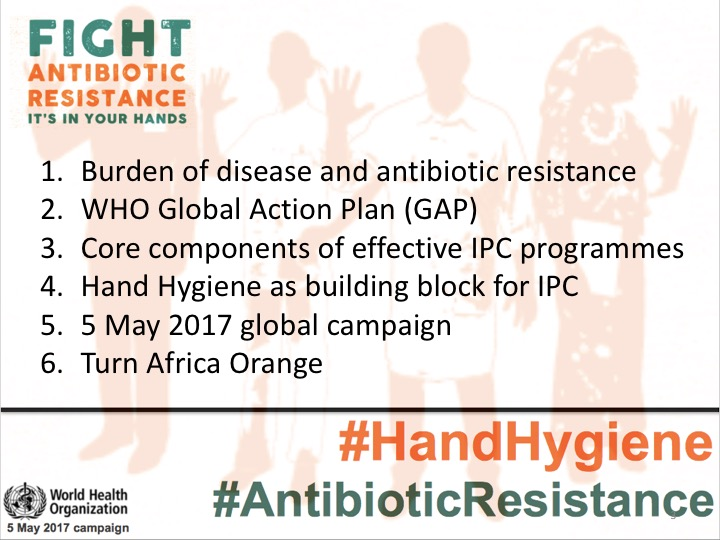 FIGHT
ANTIBIOTIC
RESISTANCE
IT'S IN YOUR HANDS
1. Burden of disease and antibiotic resistance
2. WHO Global Action Plan (GAP)
3. Core components of effective IPC programmes
4. Hand Hygiene as building block for IPC
5. 5 May 2017 global campaign
6. Turn Africa Orange
#HandHygiene
#AntibioticResistance
World Health
Organization
5 May 2017 campaign